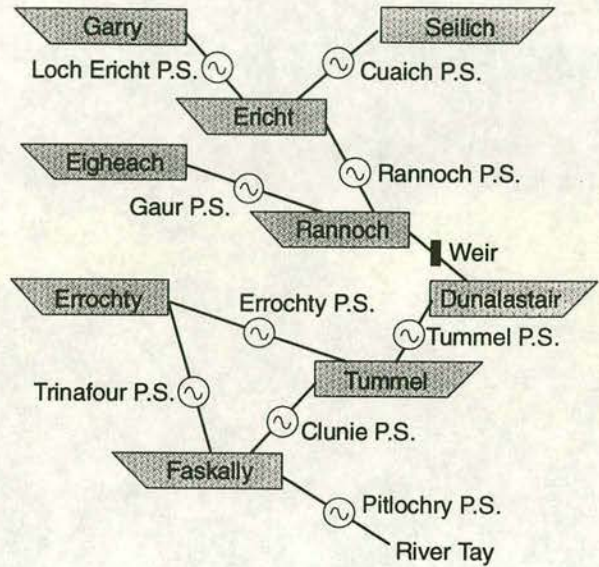 Garry
Seilich
Loch Ericht P.S.
Cuaich P.S.
Ericht
Eigheach
Rannoch P.S.
Gaur P.S.
Rannoch
Weir
Errochty
Errochty P.S.
Dunalastair
Tummel P.S.
Trinafour P.S.
Tummel
Clunie P.S.
Faskally
Pitlochry P.S.
River Tay